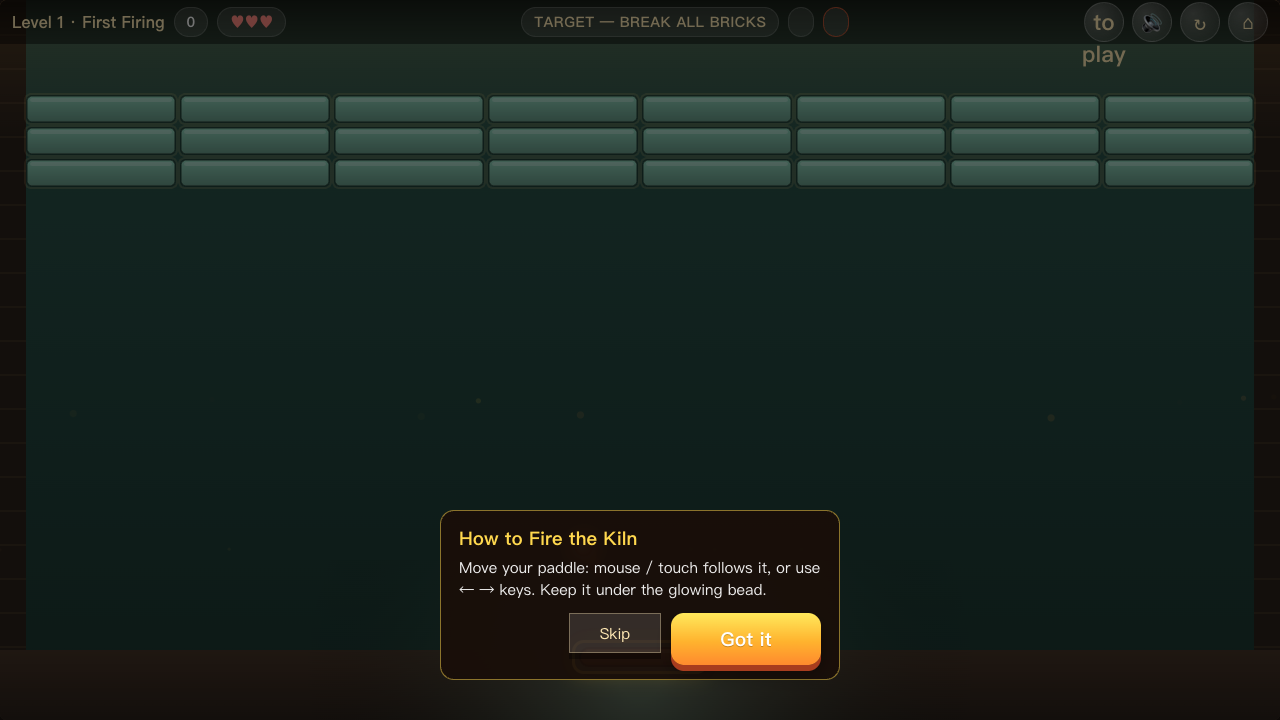 Level 1 · First Firing
0
TARGET — BREAK ALL BRICKS
to
play
How to Fire the Kiln
Move your paddle: mouse / touch follows it, or use
← → keys. Keep it under the glowing bead.
Skip
Got it